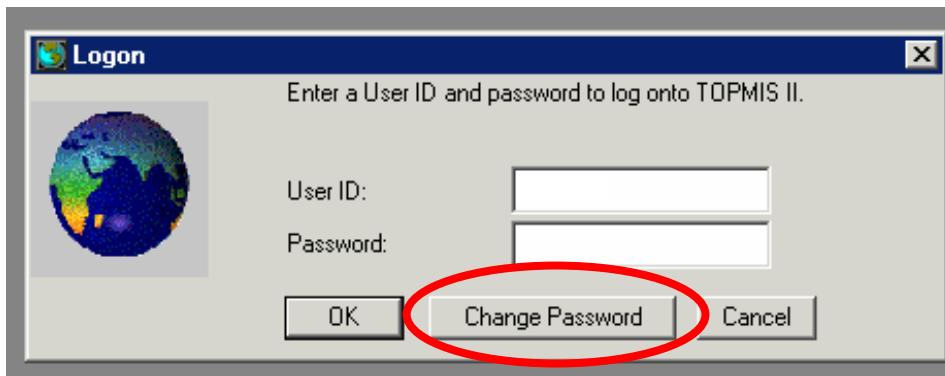 Logon
Enter a User ID and password to log onto TOPMIS II.
User ID:
Password:
OK Change Password Cancel